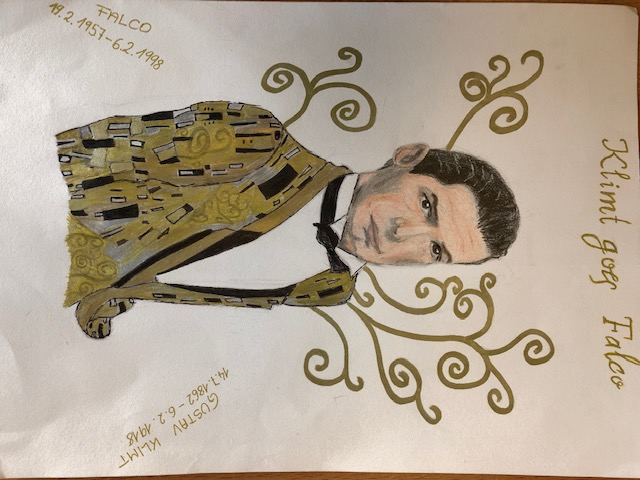 Klimt goes Falco
FALCO
19.2.1957-6.2.1998
GUSTAV KLIMT
14.7.1862 - 6.2.1918